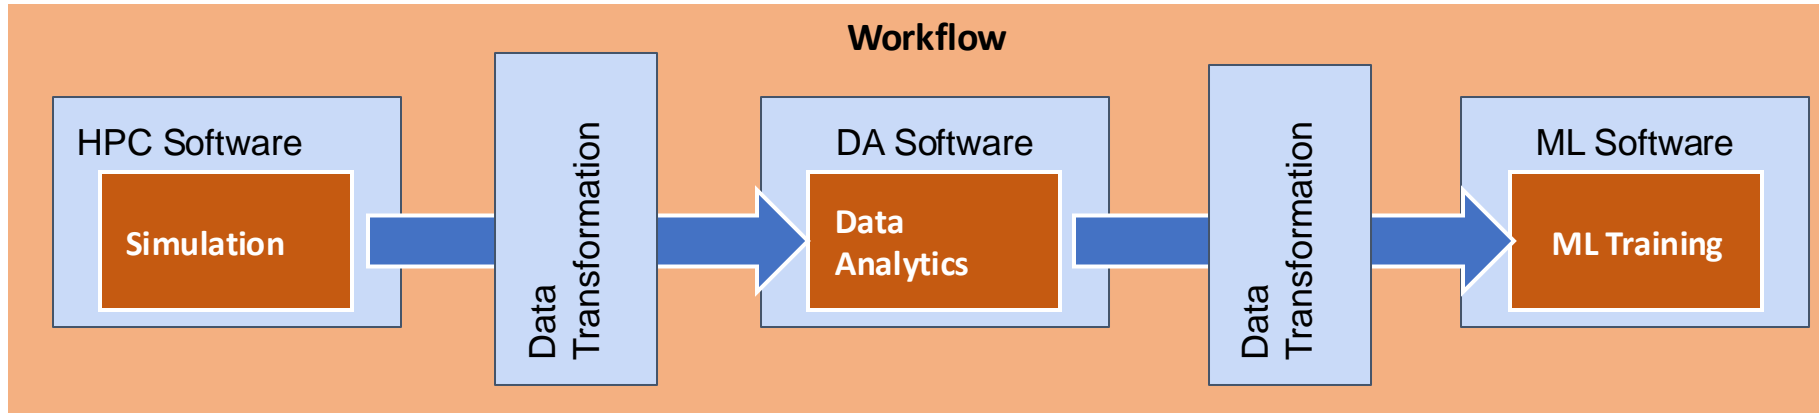 Workflow
HPC Software
Simulation
Data
Transformation
DA Software
Data
Analytics
Data
Transformation
ML Software
ML Training